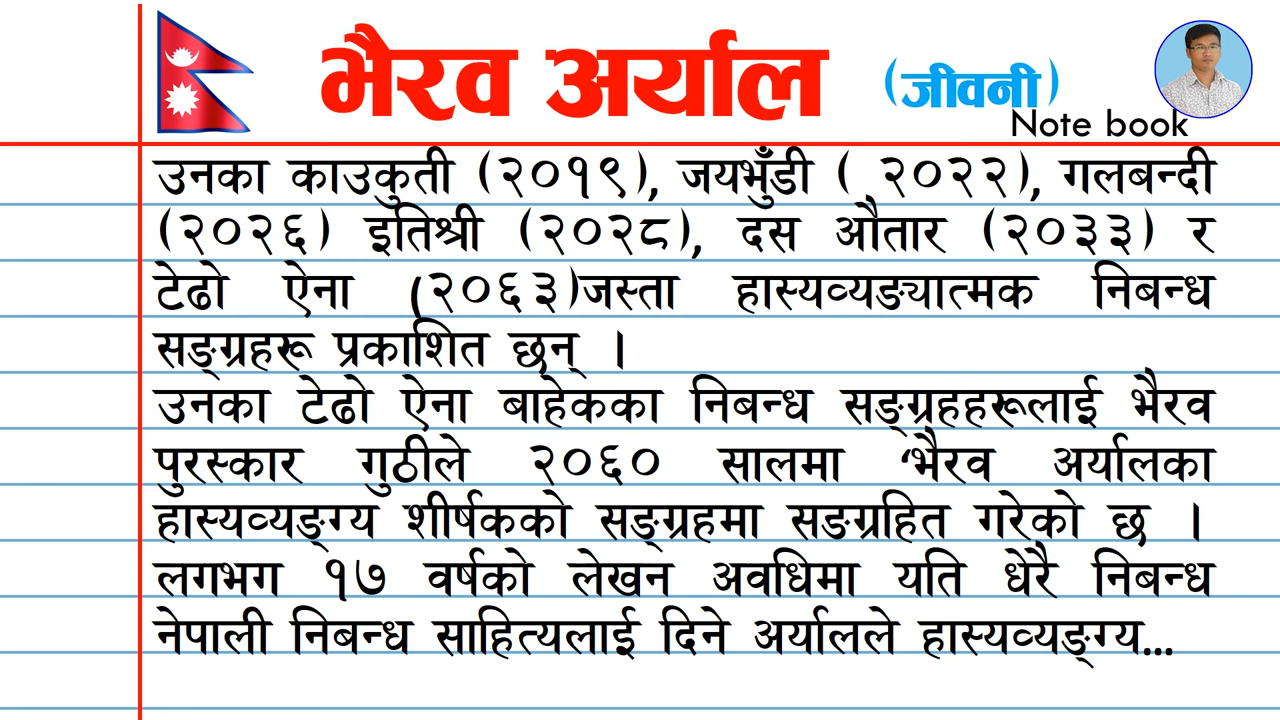 भैरव अर्याल (जीवनी)
Note book
उनका काउकुती (२०१९), जयभुँडी ( २०२२), गलबन्दी
(२०२६) इतिश्री (२०२८), दस औतार (२०३३) र
टेढो ऐना (२०६३)जस्ता हास्यव्यङ्यात्मक निबन्ध
सङ्ग्रहरू प्रकाशित छन् ।
उनका टेढो ऐना बाहेकका निबन्ध सङ्ग्रहहरूलाई भैरव
पुरस्कार गुठीले २०६० सालमा ‘भैरव अर्यालका
हास्यव्यङ्ग्य शीर्षकको सङ्ग्रहमा सङग्रहित गरेको छ ।
लगभग १७ वर्षको लेखन अवधिमा यति धेरै निबन्ध
नेपाली निबन्ध साहित्यलाई दिने अर्यालले हास्यव्यङ्ग्य...